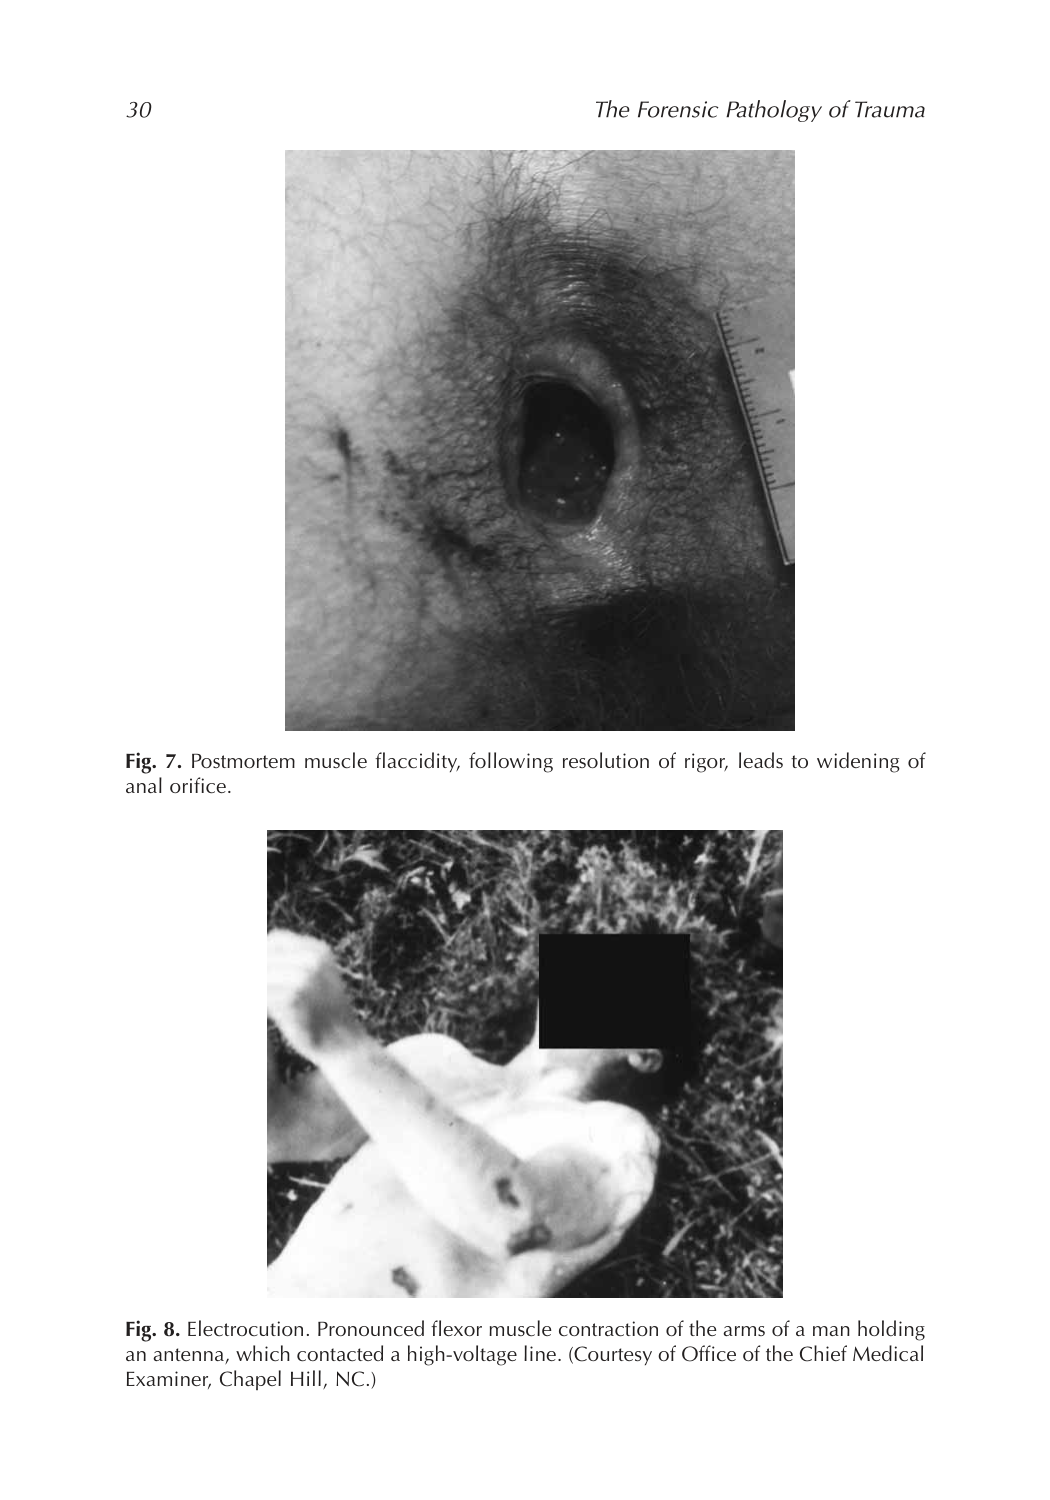 30
The Forensic Pathology of Trauma
Fig. 7. Postmortem muscle flaccidity, following resolution of rigor, leads to widening of
anal orifice.
Fig. 8. Electrocution. Pronounced flexor muscle contraction of the arms of a man holding
an antenna, which contacted a high-voltage line. (Courtesy of Office of the Chief Medical
Examiner, Chapel Hill, NC.)